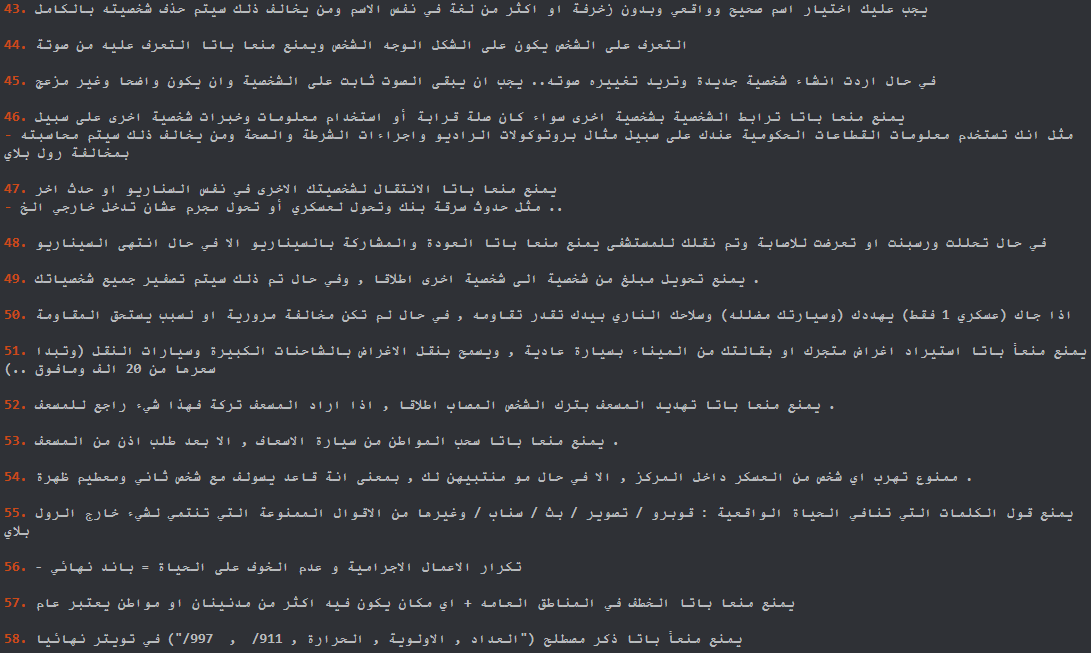 43. يجب عليك اختيار اسم صحيح وواقعي وبدون زخرفة او اكثر من لغة في نفس الاسم ومن يخالف ذلك سيتم حذف شخصيته بالكامل
44. التعرف على الشخص يكون على الشكل الوجه الشخص ويمنع منعا باتا التعرف عليه من صوتة
45. في حال اردت انشاء شخصية جديدة وتريد تغييره صوته.. يجب ان يبقى الصوت ثابت على الشخصية وان يكون واضحا وغير مزعج
46. يمنع منعا باتا ترابط الشخصية بشخصية اخرى سواء كان صلة قرابة أو استخدام معلومات وخبرات شخصية اخرى على سبيل
- مثل انك تستخدم معلومات القطاعات الحكومية عندك على سبيل مثال بروتوكولات الراديو واجراءات الشرطة والصحة ومن يخالف ذلك سيتم محاسبته
بمخالفة رول بلاي
47. يمنع منعا باتا الانتقال لشخصيتك الاخرى في نفس السناريو او حدث اخر
- مثل حدوث سرقة بنك وتحول لعسكري أو تحول مجرم عشان تدخل خارجي الخ ..
48. في حال تحللت ورسبنت او تعرضت للاصابة وتم نقلك للمستشفى يمنع منعا باتا العودة والمشاركة بالسيناريو الا في حال انتهى السيناريو
49. يمنع تحويل مبلغ من شخصية الى شخصية اخرى اطلاقا , وفي حال تم ذلك سيتم تصفير جميع شخصياتك .
50. اذا جاك (عسكري 1 فقط) يهددك (وسيارتك مضلله) وسلاحك الناري بيدك تقدر تقاومه , في حال لم تكن مخالفة مرورية او لسبب يستحق المقاومة
51. يمنع منعاً باتا استيراد اغراض متجرك او بقالتك من الميناء بسيارة عادية , ويسمح بنقل الاغراض بالشاحنات الكبيرة وسيارات النقل (وتبدا
سعرها من 20 الف ومافوق ..)
52. يمنع منعا باتا تهديد المسعف بترك الشخص المصاب اطلاقا , اذا اراد المسعف تركة فهذا شيء راجع للمسعف .
53. يمنع منعا باتا سحب المواطن من سيارة الاسعاف , الا بعد طلب اذن من المسعف .
54. ممنوع تهرب اي شخص من العسكر داخل المركز , الا في حال مو منتبيهن لك , بمعنى انة قاعد يسولف مع شخص ثاني ومعطيم ظهرة .
55. يمنع قول الكلمات التي تنافي الحياة الواقعية : قوبرو / تصوير / بث / سناب / وغيرها من الاقوال الممنوعة التي تنتمي لشيء خارج الرول
بلاي
56. تكرار الاعمال الاجرامية و عدم الخوف على الحياة = باند نهائي -
57. يمنع منعا باتا الخطف في المناطق العامه + اي مكان يكون فيه اكثر من مدنينان او مواطن يعتبر عام
58. يمنع منعاً باتا ذكر مصطلح ("العداد , الاولوية , الحرارة , 911/ , 997/") في تويتر نهائيا